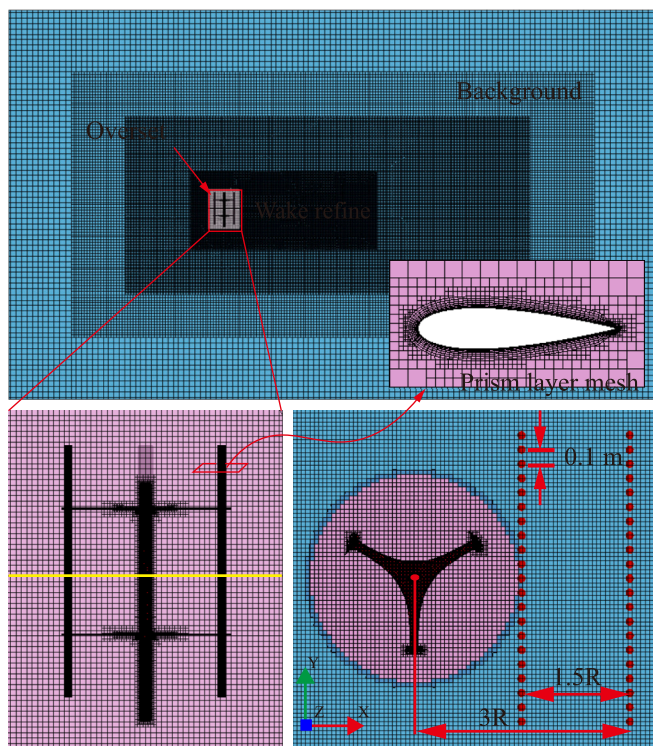 Background
Overset
Wake refine
Prism layer mesh
0.1 m
1.5R
3R
Y
Z
X